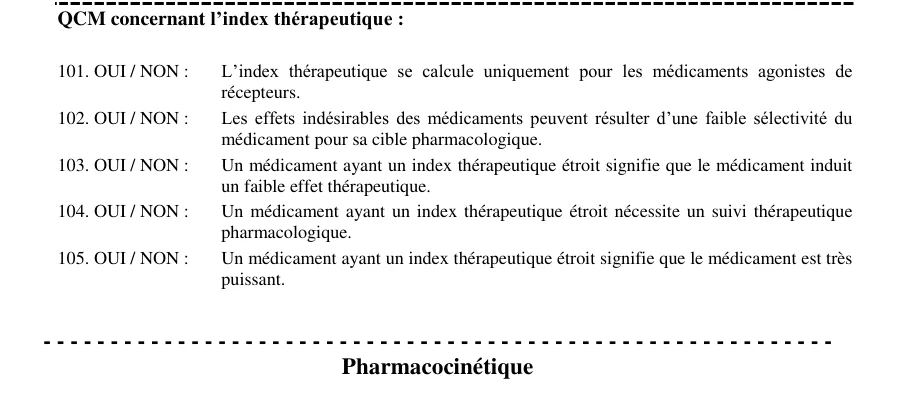 QCM concernant l’index thérapeutique :
101. OUI / NON : L’index thérapeutique se calcule uniquement pour les médicaments agonistes de
récepteurs.
102. OUI / NON : Les effets indésirables des médicaments peuvent résulter d’une faible sélectivité du
médicament pour sa cible pharmacologique.
103. OUI / NON : Un médicament ayant un index thérapeutique étroit signifie que le médicament induit
un faible effet thérapeutique.
104. OUI / NON : Un médicament ayant un index thérapeutique étroit nécessite un suivi thérapeutique
pharmacologique.
105. OUI / NON : Un médicament ayant un index thérapeutique étroit signifie que le médicament est très
puissant.
Pharmacocinétique